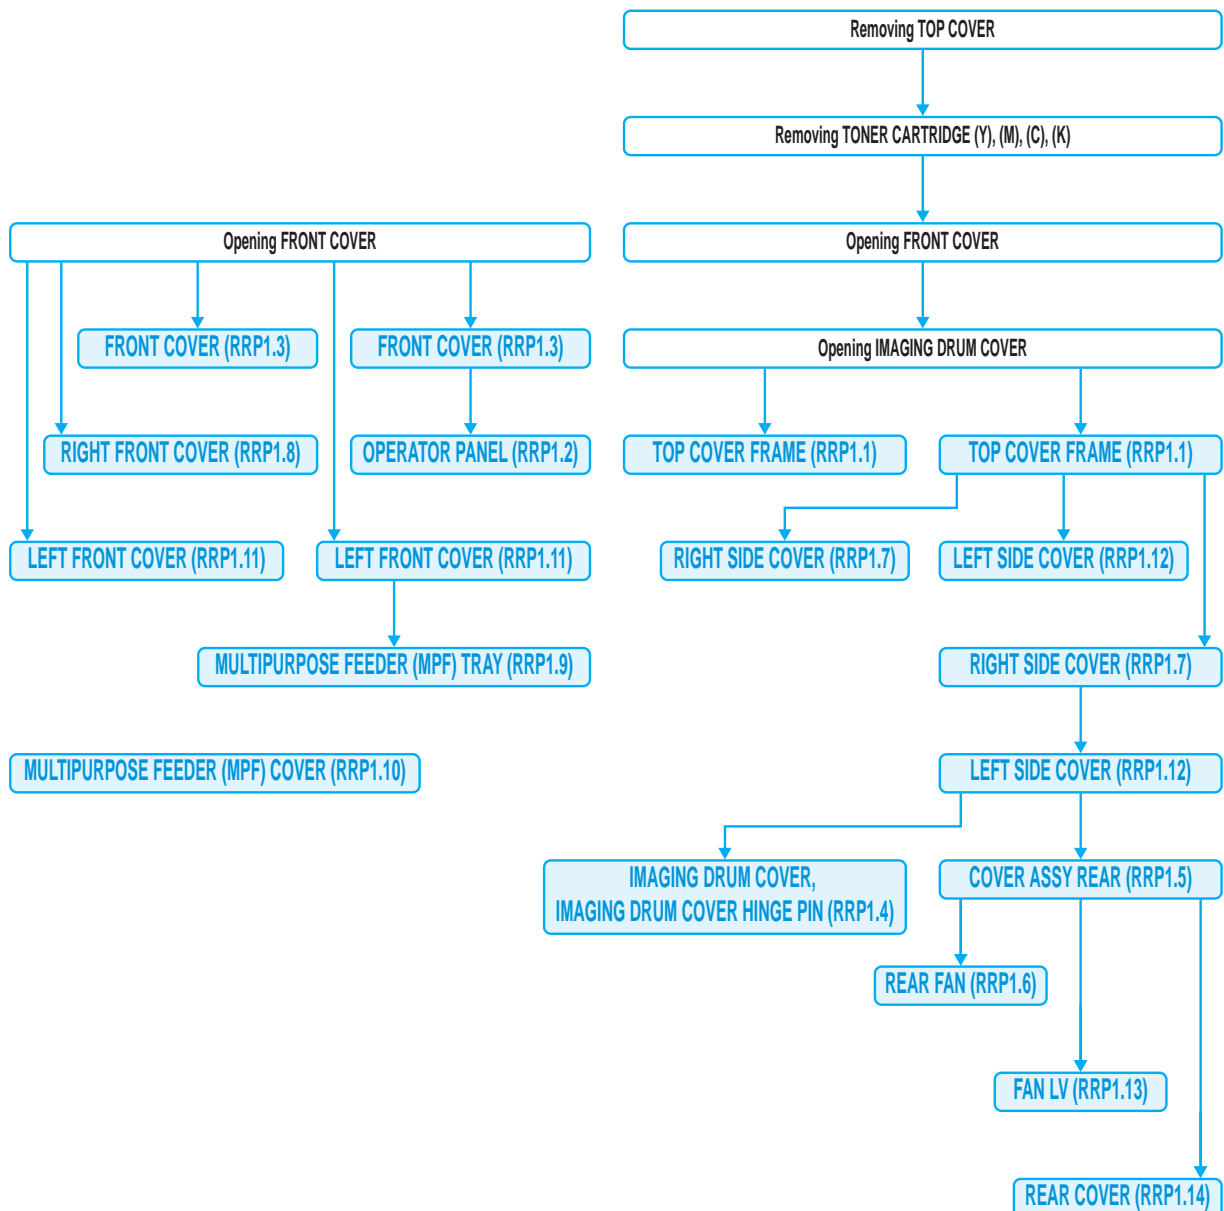 Removing TOP COVER
Removing TONER CARTRIDGE (Y), (M), (C), (K)
Opening FRONT COVER
Opening FRONT COVER
FRONT COVER (RRP1.3)
FRONT COVER (RRP1.3)
Opening IMAGING DRUM COVER
RIGHT FRONT COVER (RRP1.8)
OPERATOR PANEL (RRP1.2)
TOP COVER FRAME (RRP1.1)
TOP COVER FRAME (RRP1.1)
LEFT FRONT COVER (RRP1.11)
LEFT FRONT COVER (RRP1.11)
RIGHT SIDE COVER (RRP1.7)
LEFT SIDE COVER (RRP1.12)
MULTIPURPOSE FEEDER (MPF) TRAY (RRP1.9)
RIGHT SIDE COVER (RRP1.7)
MULTIPURPOSE FEEDER (MPF) COVER (RRP1.10)
LEFT SIDE COVER (RRP1.12)
IMAGING DRUM COVER,
IMAGING DRUM COVER HINGE PIN (RRP1.4)
COVER ASSY REAR (RRP1.5)
REAR FAN (RRP1.6)
FAN LV (RRP1.13)
REAR COVER (RRP1.14)